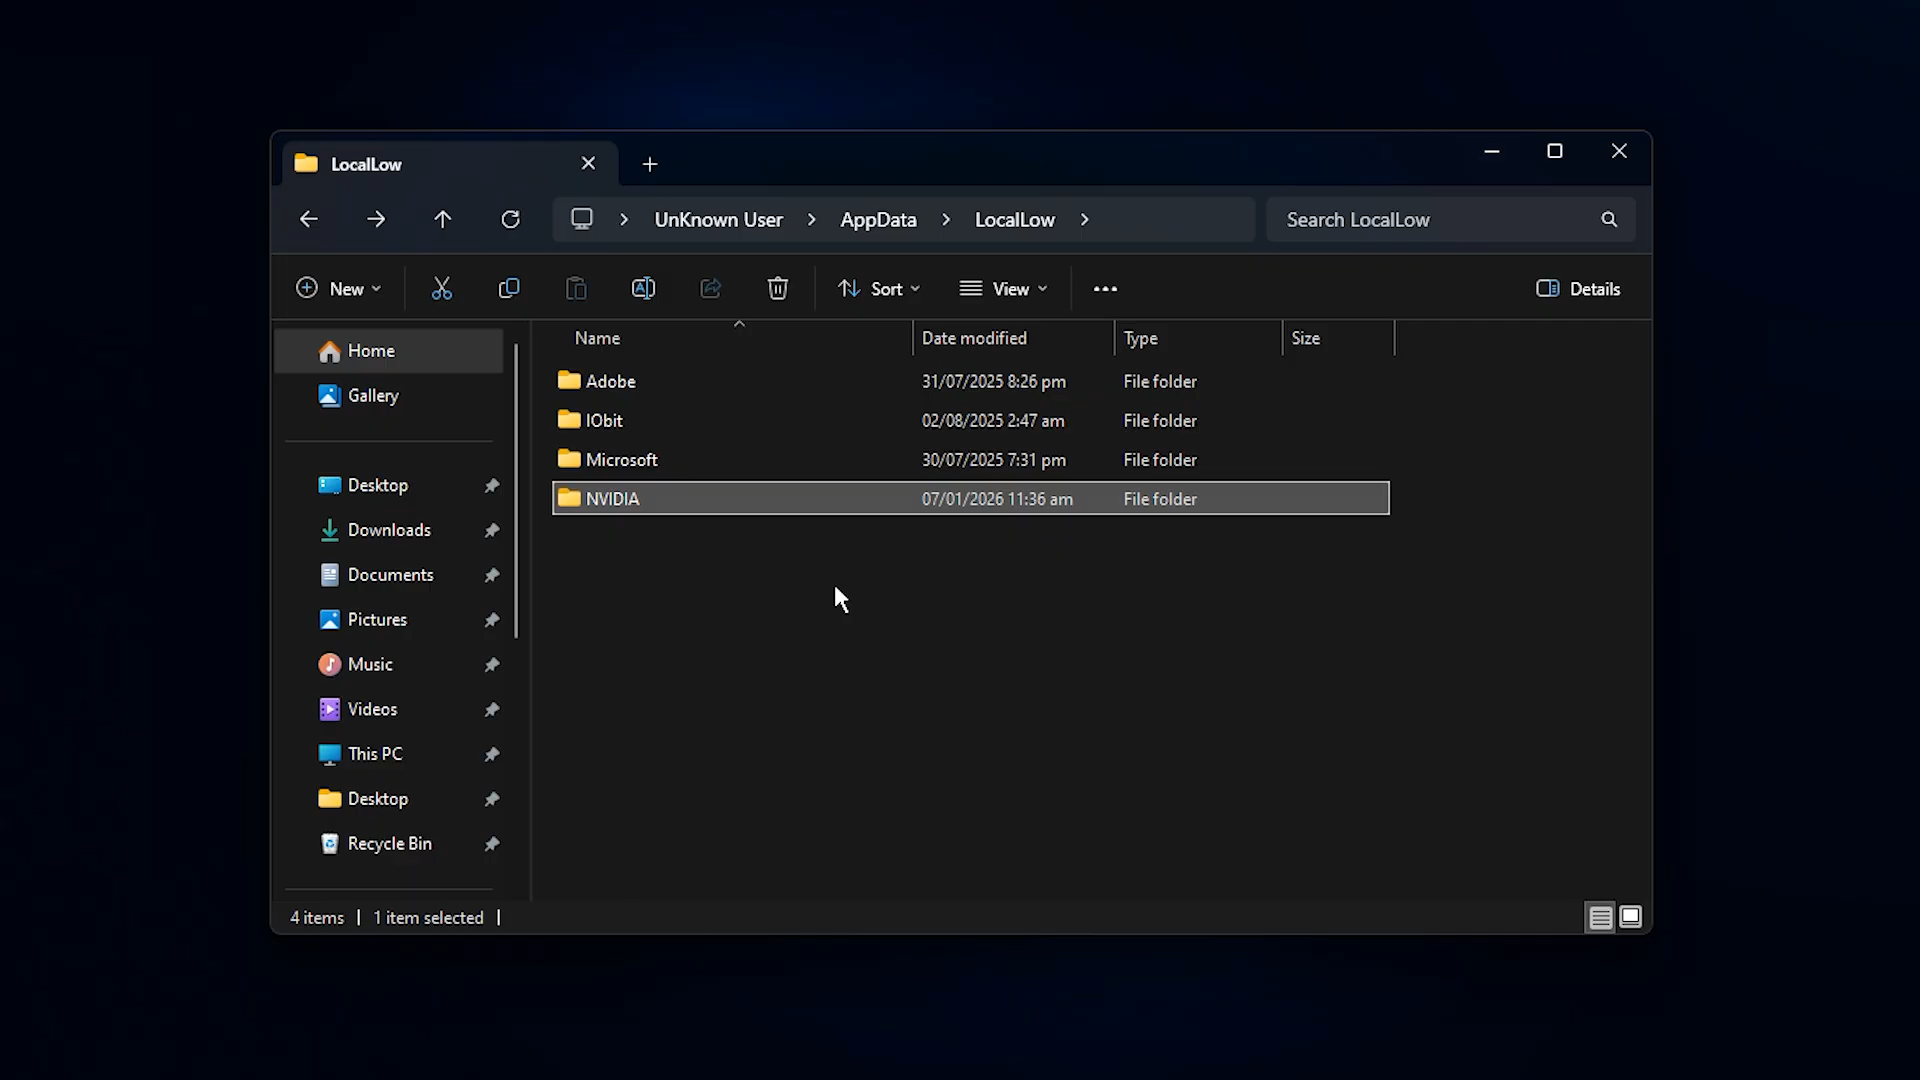 LocalLow
UnKnown User > AppData > LocalLow >
Search LocalLow
New
Sort
View
Details
Name Date modified Type Size
Home
Gallery
Desktop
Downloads
Documents
Pictures
Music
Videos
This PC
Desktop
Recycle Bin
Adobe 31/07/2025 8:26 pm File folder
IObit 02/08/2025 2:47 am File folder
Microsoft 30/07/2025 7:31 pm File folder
NVIDIA 07/01/2026 11:36 am File folder
4 items | 1 item selected |